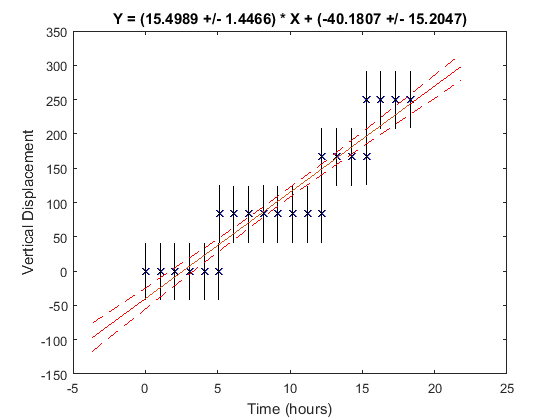 Y = (15.4989 +/- 1.4466) * X + (-40.1807 +/- 15.2047)
350
300
250
200
150
100
50
0
-50
-100
-150
Vertical Displacement
-5 0 5 10 15 20 25
Time (hours)